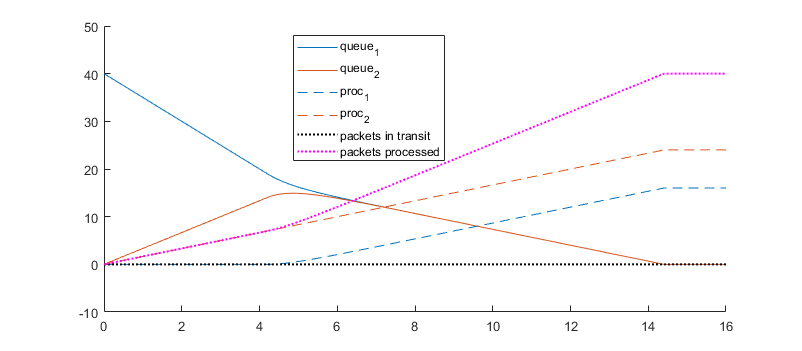 50
40
30
20
10
0
-10
0 2 4 6 8 10 12 14 16
queue1
queue2
proc1
proc2
packets in transit
packets processed